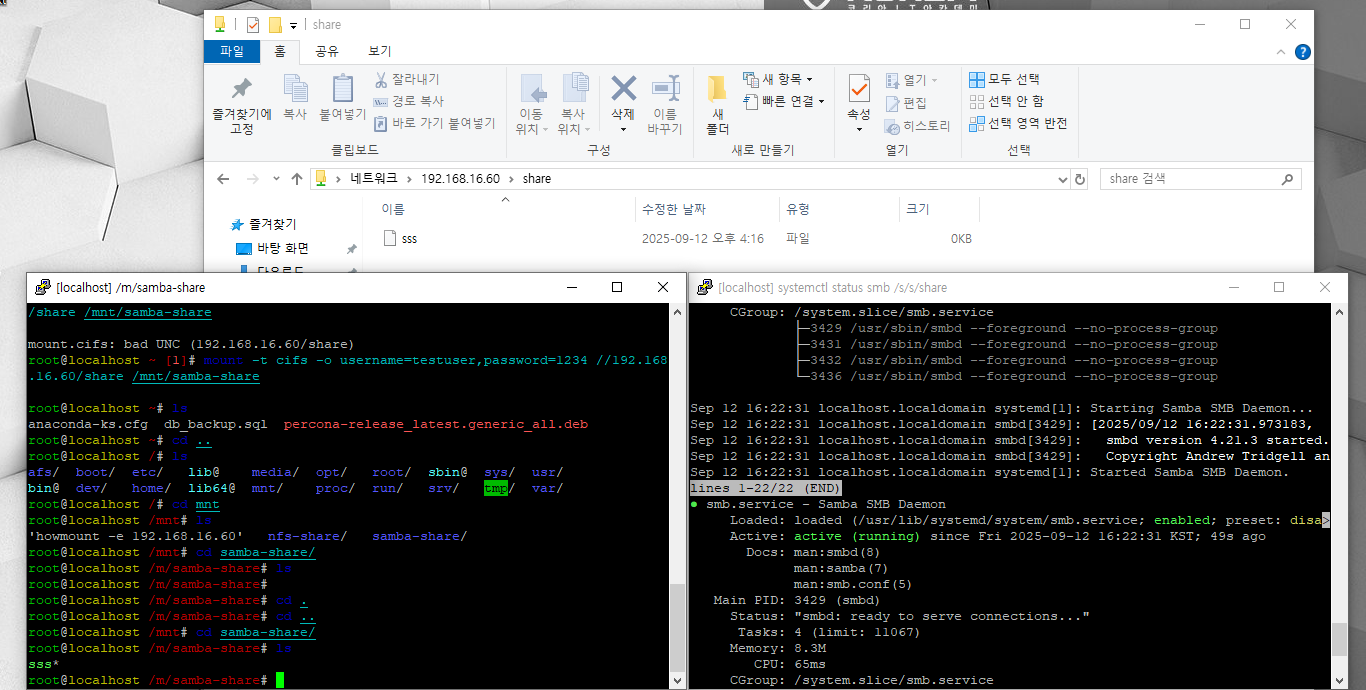 코리아IT아카데미
share
파일 홈 공유 보기
즐겨찾기에 고정
복사
붙여넣기
잘라내기
경로 복사
바로 가기 붙여넣기
클립보드
이동 위치
복사 위치
삭제
이름 바꾸기
구성
새 폴더
새 항목
빠른 연결
새로 만들기
속성
열기
편집
히스토리
열기
모두 선택
선택 안 함
선택 영역 반전
선택
네트워크 > 192.168.16.60 > share
share 검색
이름 수정한 날짜 유형 크기
즐겨찾기
바탕 화면
다운로드
sss 2025-09-12 오후 4:16 파일 0KB
[localhost] /m/samba-share
/share /mnt/samba-share
mount.cifs: bad UNC (192.168.16.60/share)
root@localhost ~ [1]# mount -t cifs -o username=testuser,password=1234 //192.168
.16.60/share /mnt/samba-share
root@localhost ~# ls
anaconda-ks.cfg db_backup.sql percona-release_latest.generic_all.deb
root@localhost ~# cd ..
root@localhost /# ls
afs/ boot/ etc/ lib@ media/ opt/ root/ sbin@ sys/ usr/
bin@ dev/ home/ lib64@ mnt/ proc/ run/ srv/ tmp/ var/
root@localhost /# cd mnt
root@localhost /mnt# ls
'howmount -e 192.168.16.60' nfs-share/ samba-share/
root@localhost /mnt# cd samba-share/
root@localhost /m/samba-share# ls
root@localhost /m/samba-share#
root@localhost /m/samba-share# cd .
root@localhost /m/samba-share# cd ..
root@localhost /mnt# cd samba-share/
root@localhost /m/samba-share# ls
sss*
root@localhost /m/samba-share#
[localhost] systemctl status smb /s/s/share
CGroup: /system.slice/smb.service
├─3429 /usr/sbin/smbd --foreground --no-process-group
├─3431 /usr/sbin/smbd --foreground --no-process-group
├─3432 /usr/sbin/smbd --foreground --no-process-group
└─3436 /usr/sbin/smbd --foreground --no-process-group
Sep 12 16:22:31 localhost.localdomain systemd[1]: Starting Samba SMB Daemon...
Sep 12 16:22:31 localhost.localdomain smbd[3429]: [2025/09/12 16:22:31.973183,
Sep 12 16:22:31 localhost.localdomain smbd[3429]: smbd version 4.21.3 started.
Sep 12 16:22:31 localhost.localdomain smbd[3429]: Copyright Andrew Tridgell an
Sep 12 16:22:31 localhost.localdomain systemd[1]: Started Samba SMB Daemon.
lines 1-22/22 (END)
● smb.service - Samba SMB Daemon
Loaded: loaded (/usr/lib/systemd/system/smb.service; enabled; preset: disa>
Active: active (running) since Fri 2025-09-12 16:22:31 KST; 49s ago
Docs: man:smbd(8)
man:samba(7)
man:smb.conf(5)
Main PID: 3429 (smbd)
Status: "smbd: ready to serve connections..."
Tasks: 4 (limit: 11067)
Memory: 8.3M
CPU: 65ms
CGroup: /system.slice/smb.service